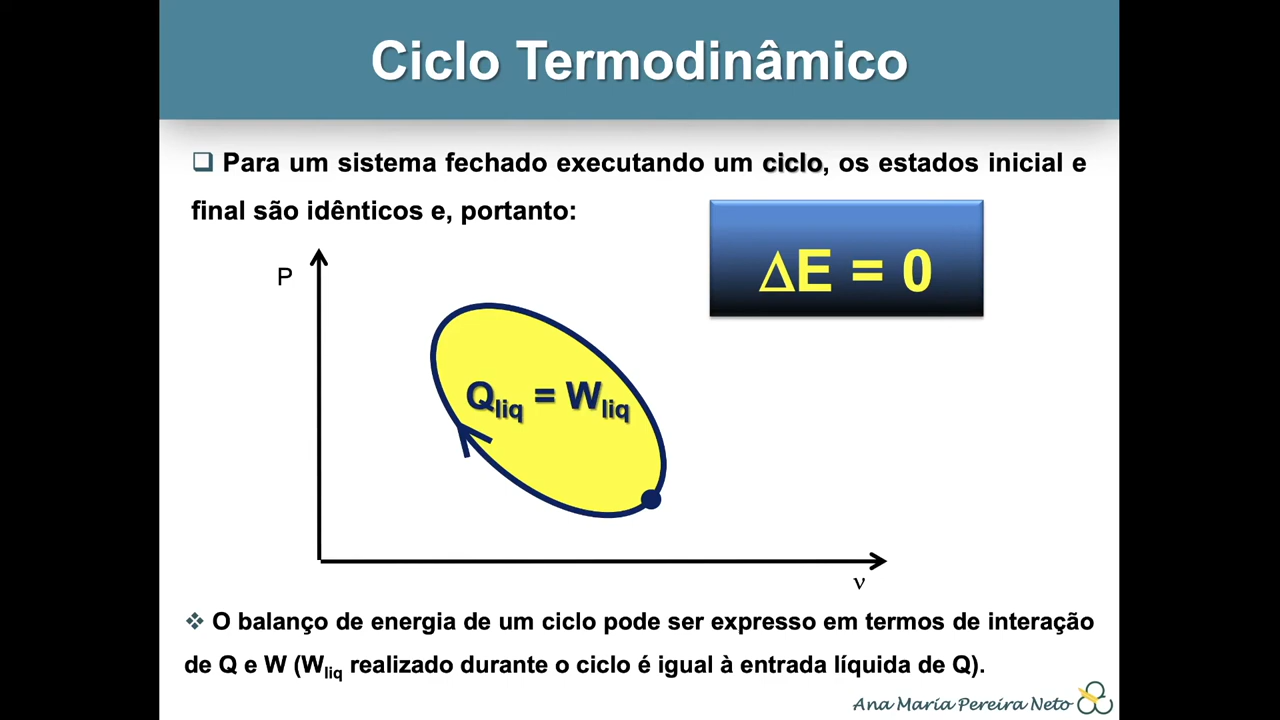 Ciclo Termodinâmico
❑ Para um sistema fechado executando um ciclo, os estados inicial e
final são idênticos e, portanto:
ΔE = 0
P
Qliq = Wliq
ν
❖ O balanço de energia de um ciclo pode ser expresso em termos de interação
de Q e W (Wliq realizado durante o ciclo é igual à entrada líquida de Q).
Ana Maria Pereira Neto